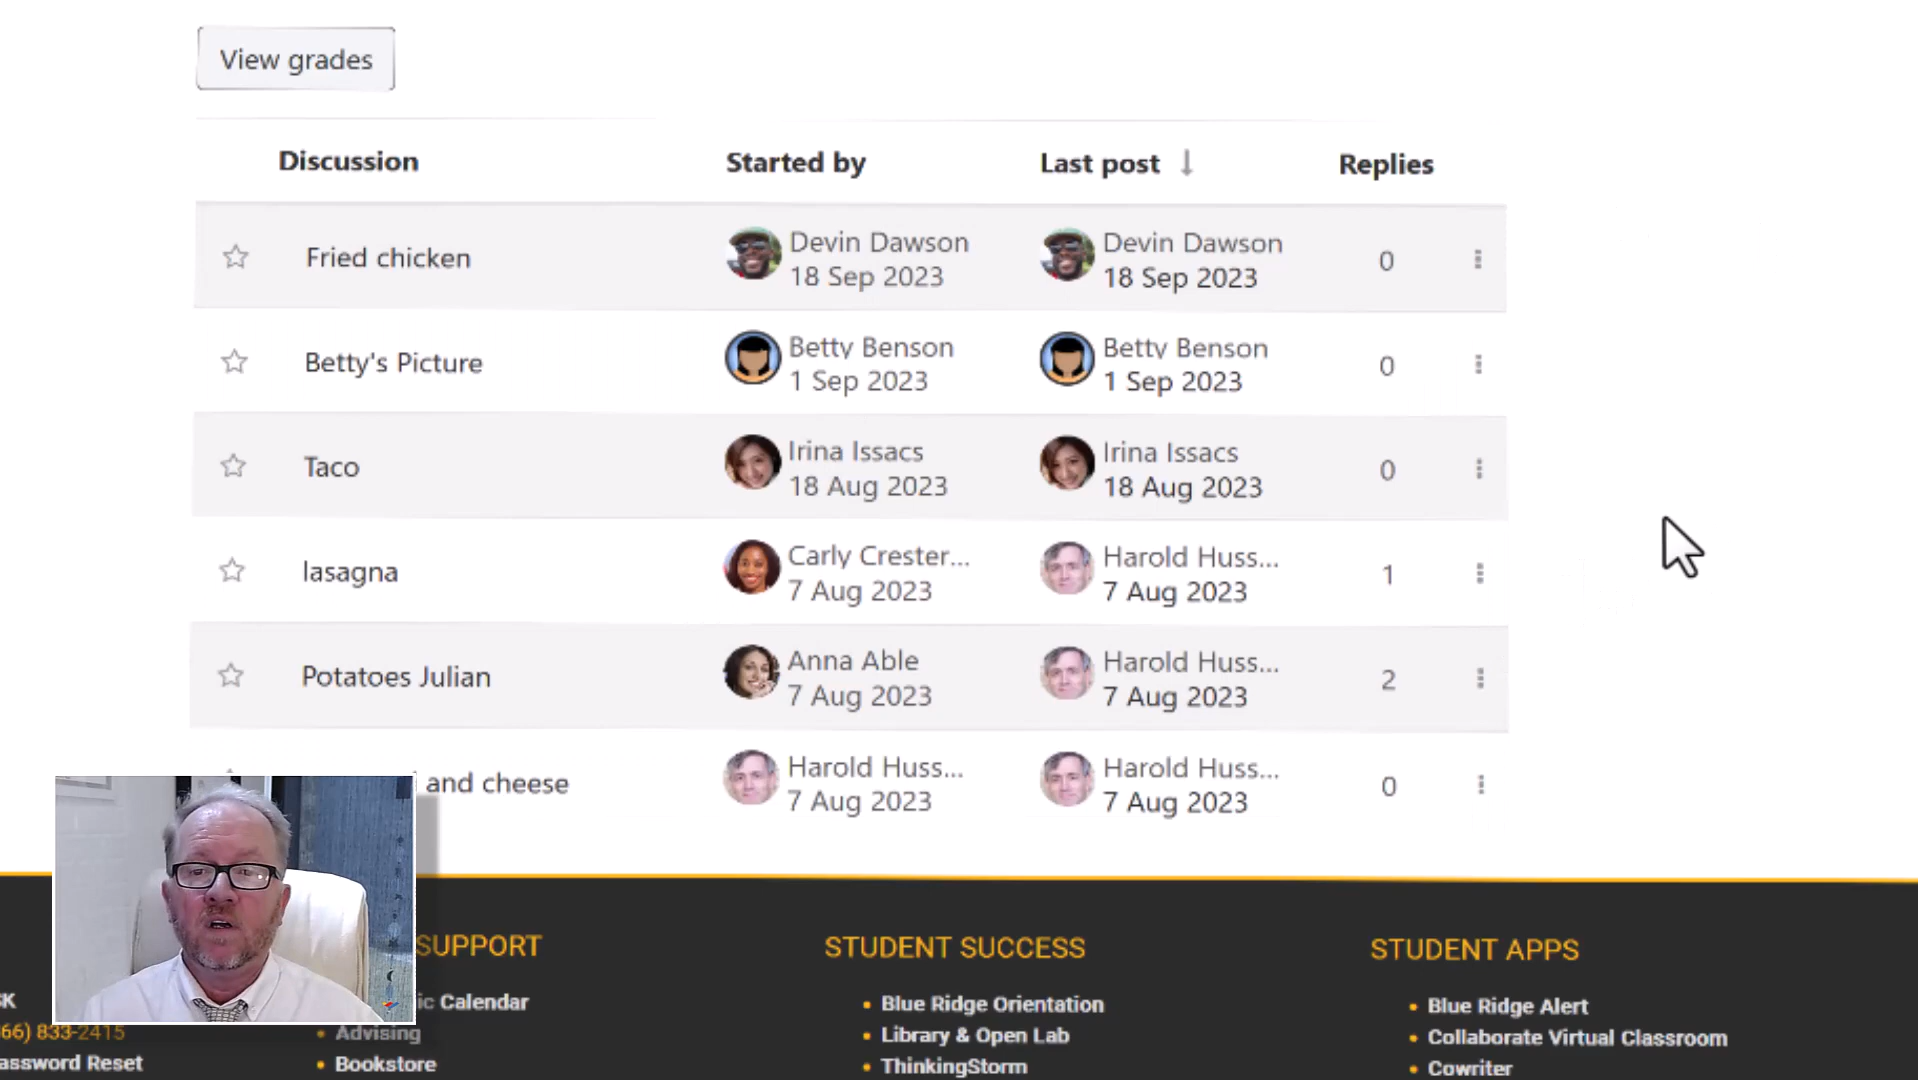 View grades
Discussion Started by Last post ↓ Replies
Fried chicken Devin Dawson 18 Sep 2023 Devin Dawson 18 Sep 2023 0
Betty's Picture Betty Benson 1 Sep 2023 Betty Benson 1 Sep 2023 0
Taco Irina Issacs 18 Aug 2023 Irina Issacs 18 Aug 2023 0
lasagna Carly Crester... 7 Aug 2023 Harold Huss... 7 Aug 2023 1
Potatoes Julian Anna Able 7 Aug 2023 Harold Huss... 7 Aug 2023 2
and cheese Harold Huss... 7 Aug 2023 Harold Huss... 7 Aug 2023 0
66) 833-2415
assword Reset
SUPPORT
ic Calendar
Advising
Bookstore
STUDENT SUCCESS
Blue Ridge Orientation
Library & Open Lab
ThinkingStorm
STUDENT APPS
Blue Ridge Alert
Collaborate Virtual Classroom
Cowriter